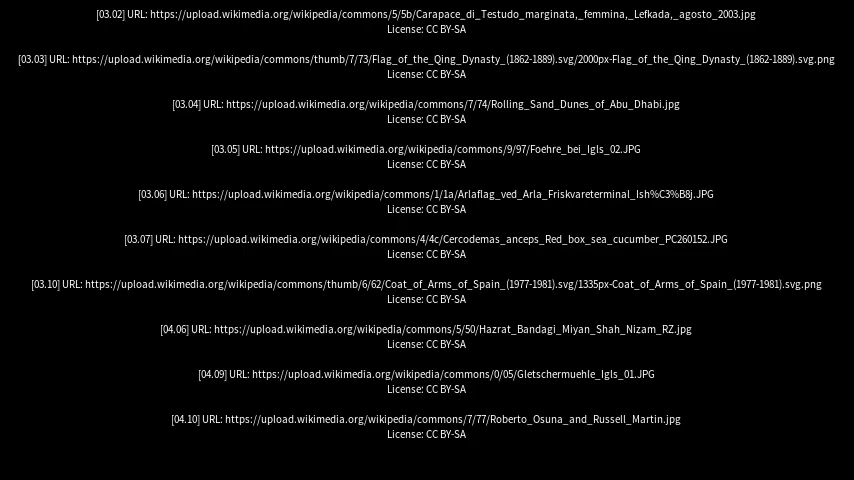 [03.02] URL: https://upload.wikimedia.org/wikipedia/commons/5/5b/Carapace_di_Testudo_marginata,_femmina,_Lefkada,_agosto_2003.jpg
License: CC BY-SA
[03.03] URL: https://upload.wikimedia.org/wikipedia/commons/thumb/7/73/Flag_of_the_Qing_Dynasty_(1862-1889).svg/2000px-Flag_of_the_Qing_Dynasty_(1862-1889).svg.png
License: CC BY-SA
[03.04] URL: https://upload.wikimedia.org/wikipedia/commons/7/74/Rolling_Sand_Dunes_of_Abu_Dhabi.jpg
License: CC BY-SA
[03.05] URL: https://upload.wikimedia.org/wikipedia/commons/9/97/Foehre_bei_Igls_02.JPG
License: CC BY-SA
[03.06] URL: https://upload.wikimedia.org/wikipedia/commons/1/1a/Arlaflag_ved_Arla_Friskvareterminal_Ish%C3%B8j.JPG
License: CC BY-SA
[03.07] URL: https://upload.wikimedia.org/wikipedia/commons/4/4c/Cercodemas_anceps_Red_box_sea_cucumber_PC260152.JPG
License: CC BY-SA
[03.10] URL: https://upload.wikimedia.org/wikipedia/commons/thumb/6/62/Coat_of_Arms_of_Spain_(1977-1981).svg/1335px-Coat_of_Arms_of_Spain_(1977-1981).svg.png
License: CC BY-SA
[04.06] URL: https://upload.wikimedia.org/wikipedia/commons/5/50/Hazrat_Bandagi_Miyan_Shah_Nizam_RZ.jpg
License: CC BY-SA
[04.09] URL: https://upload.wikimedia.org/wikipedia/commons/0/05/Gletschermuehle_Igls_01.JPG
License: CC BY-SA
[04.10] URL: https://upload.wikimedia.org/wikipedia/commons/7/77/Roberto_Osuna_and_Russell_Martin.jpg
License: CC BY-SA